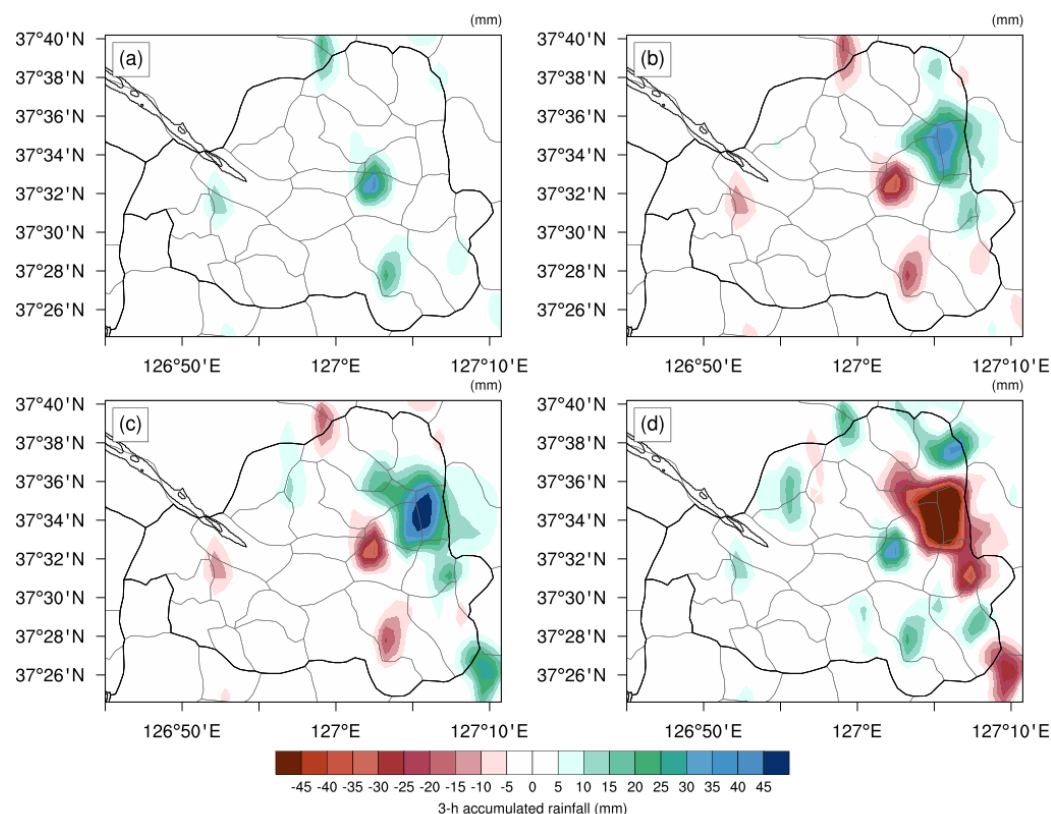 (mm) (mm)
(a) (b)
37°40'N 37°40'N
37°38'N 37°38'N
37°36'N 37°36'N
37°34'N 37°34'N
37°32'N 37°32'N
37°30'N 37°30'N
37°28'N 37°28'N
37°26'N 37°26'N
126°50'E 127°E 127°10'E 126°50'E 127°E 127°10'E
(mm) (mm)
(c) (d)
37°40'N 37°40'N
37°38'N 37°38'N
37°36'N 37°36'N
37°34'N 37°34'N
37°32'N 37°32'N
37°30'N 37°30'N
37°28'N 37°28'N
37°26'N 37°26'N
126°50'E 127°E 127°10'E 126°50'E 127°E 127°10'E
-45 -40 -35 -30 -25 -20 -15 -10 -5 0 5 10 15 20 25 30 35 40 45
3-h accumulated rainfall (mm)